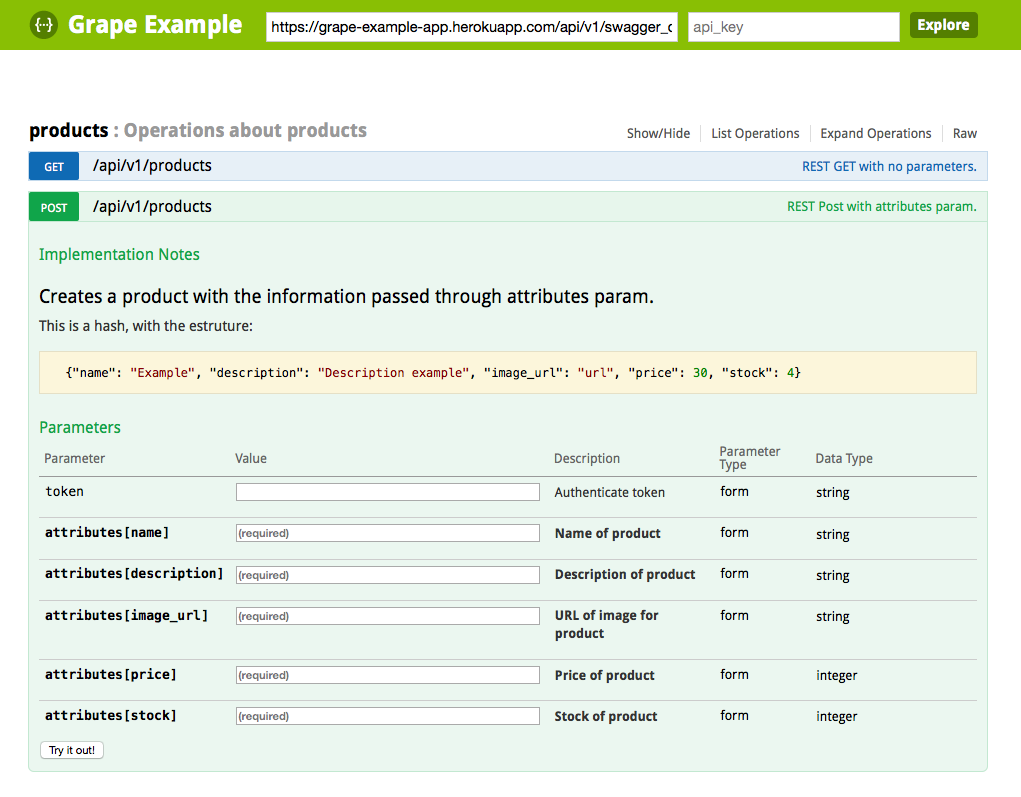 {··} Grape Example https://grape-example-app.herokuapp.com/api/v1/swagger_d api_key Explore
products : Operations about products Show/Hide List Operations Expand Operations Raw
GET /api/v1/products REST GET with no parameters.
POST /api/v1/products REST Post with attributes param.
Implementation Notes
Creates a product with the information passed through attributes param.
This is a hash, with the estruture:
{"name": "Example", "description": "Description example", "image_url": "url", "price": 30, "stock": 4}
Parameters
Parameter Value Description Parameter Type Data Type
token Authenticate token form string
attributes[name] (required) Name of product form string
attributes[description] (required) Description of product form string
attributes[image_url] (required) URL of image for product form string
attributes[price] (required) Price of product form integer
attributes[stock] (required) Stock of product form integer
Try it out!